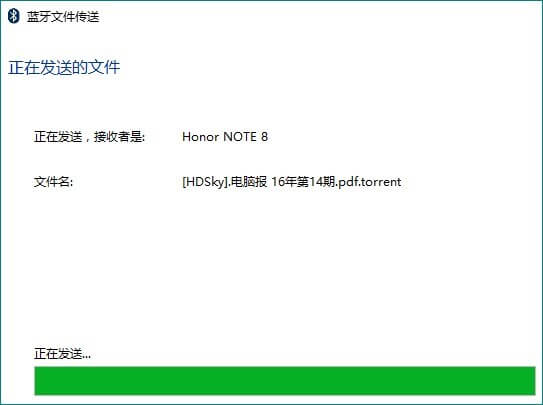 蓝牙文件传送
正在发送的文件
正在发送，接收者是: Honor NOTE 8
文件名: [HDSky].电脑报 16年第14期.pdf.torrent
正在发送...